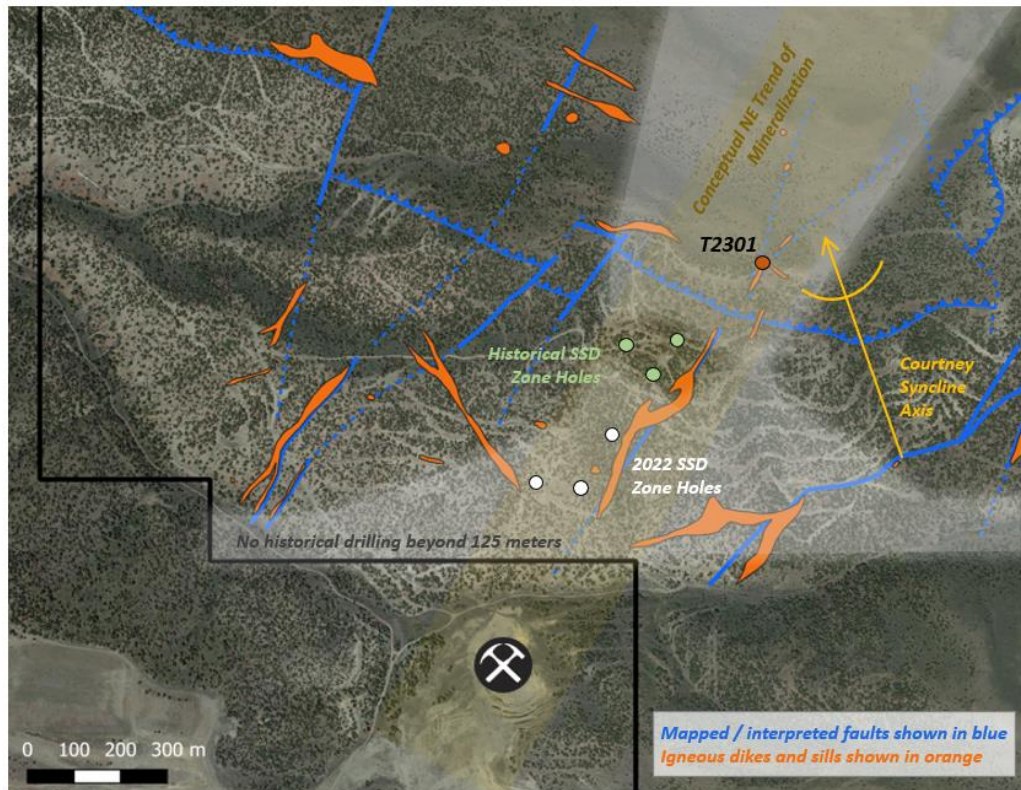 Conceptual NE Trend of
Mineralization
T2301
Historical SSD
Zone Holes
Courtney
Syncline
Axis
2022 SSD
Zone Holes
No historical drilling beyond 125 meters
0 100 200 300 m
Mapped / interpreted faults shown in blue
Igneous dikes and sills shown in orange